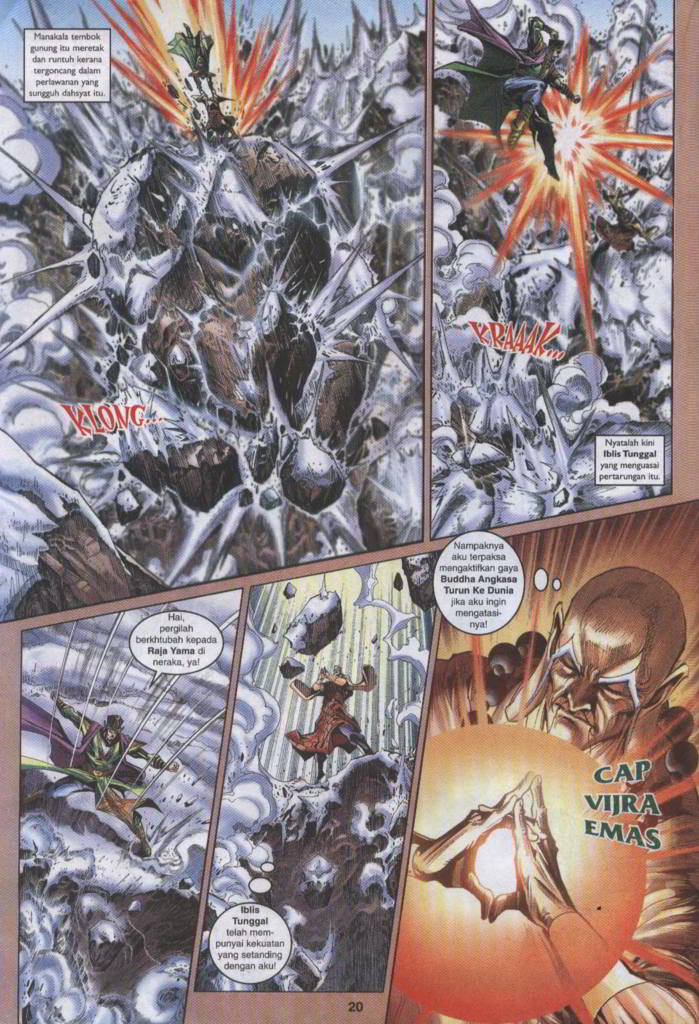 Manakala tembok
gunung itu meretak
dan runtuh kerana
tergoncang dalam
perlawanan yang
sungguh dahsyat itu.
KLONG...
KRAAAK...
Nyatalah kini
Iblis Tunggal
yang menguasai
pertarungan itu.
Hai,
pergilah
berkhutbah kepada
Raja Yama di
neraka, ya!
Iblis
Tunggal
telah mem-
punyai kekuatan
yang setanding
dengan aku!
Nampaknya
aku terpaksa
mengaktifkan gaya
Buddha Angkasa
Turun Ke Dunia
jika aku ingin
mengatasi-
nya!
CAP
VIJRA
EMAS
20